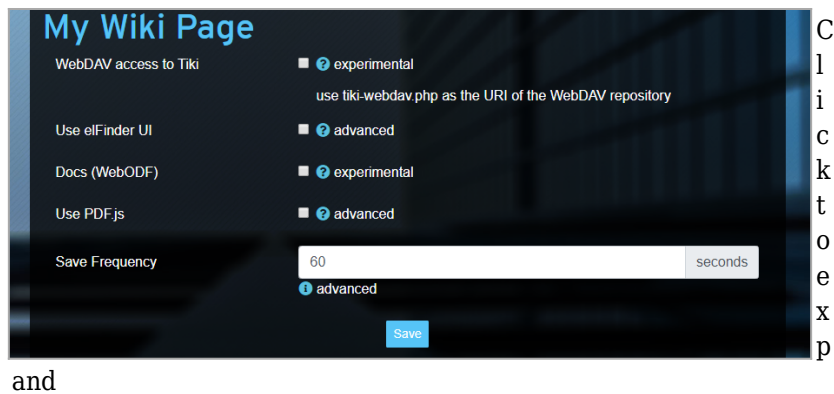 My Wiki Page
WebDAV access to Tiki
experimental
use tiki-webdav.php as the URI of the WebDAV repository
Use elFinder UI
advanced
Docs (WebODF)
experimental
Use PDF.js
advanced
Save Frequency
60
seconds
advanced
Save
C
l
i
c
k
t
o
e
x
p
and